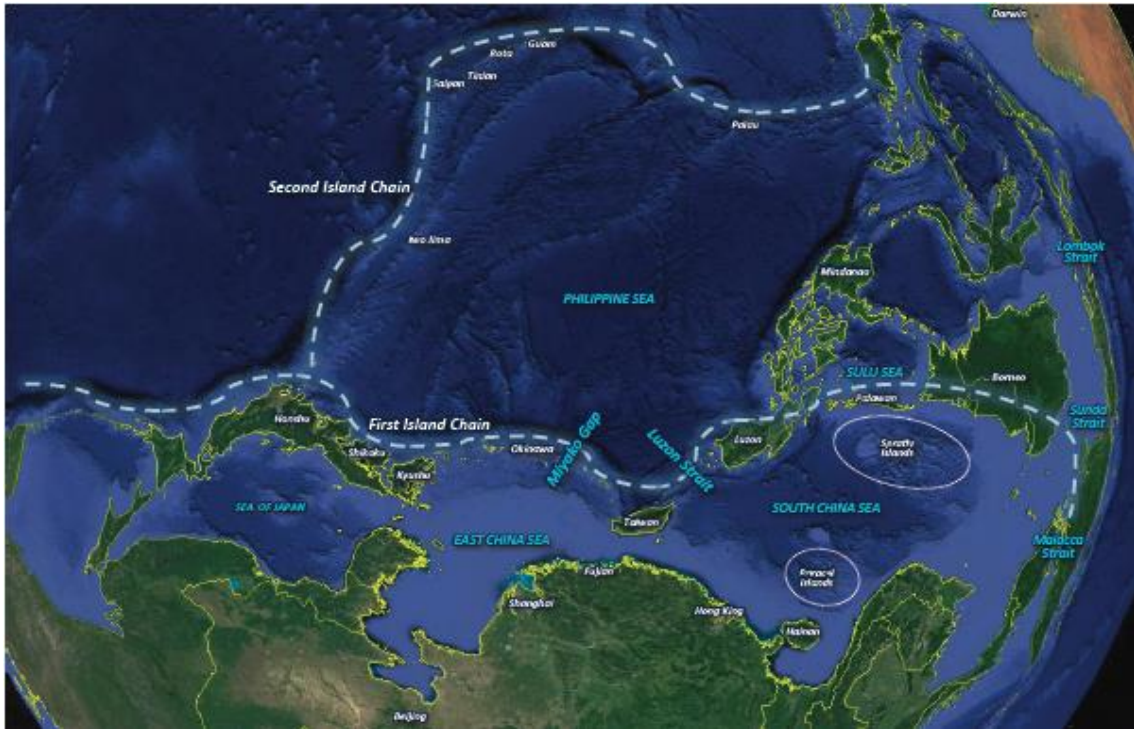 Darwin
Guam
Rota
Tinian
Saipan
Palau
Second Island Chain
Iwo Jima
Lombok
Strait
Mindanao
PHILIPPINE SEA
SULU SEA
Borneo
Palawan
Honshu
First Island Chain
Sunda
Strait
Okinawa
Miyako Gap
Luzon Strait
Luzon
Spratly
Islands
Shikoku
Kyushu
SEA OF JAPAN
SOUTH CHINA SEA
Taiwan
EAST CHINA SEA
Malacca
Strait
Fujian
Paracel
Islands
Shanghai
Hong King
Hainan
Beijing